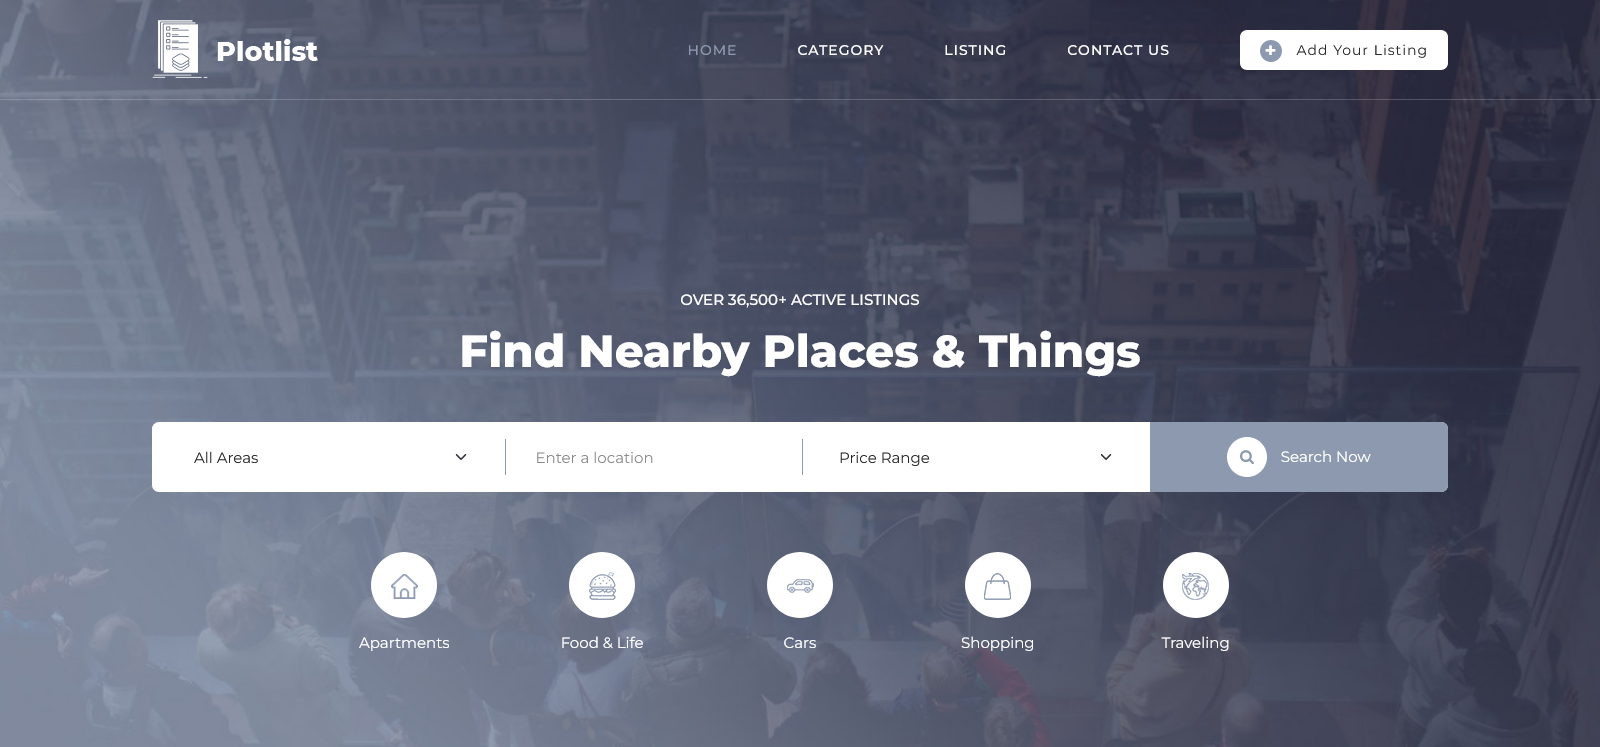 Plotlist
HOME
CATEGORY
LISTING
CONTACT US
Add Your Listing
OVER 36,500+ ACTIVE LISTINGS
Find Nearby Places & Things
All Areas
Enter a location
Price Range
Search Now
Apartments
Food & Life
Cars
Shopping
Traveling